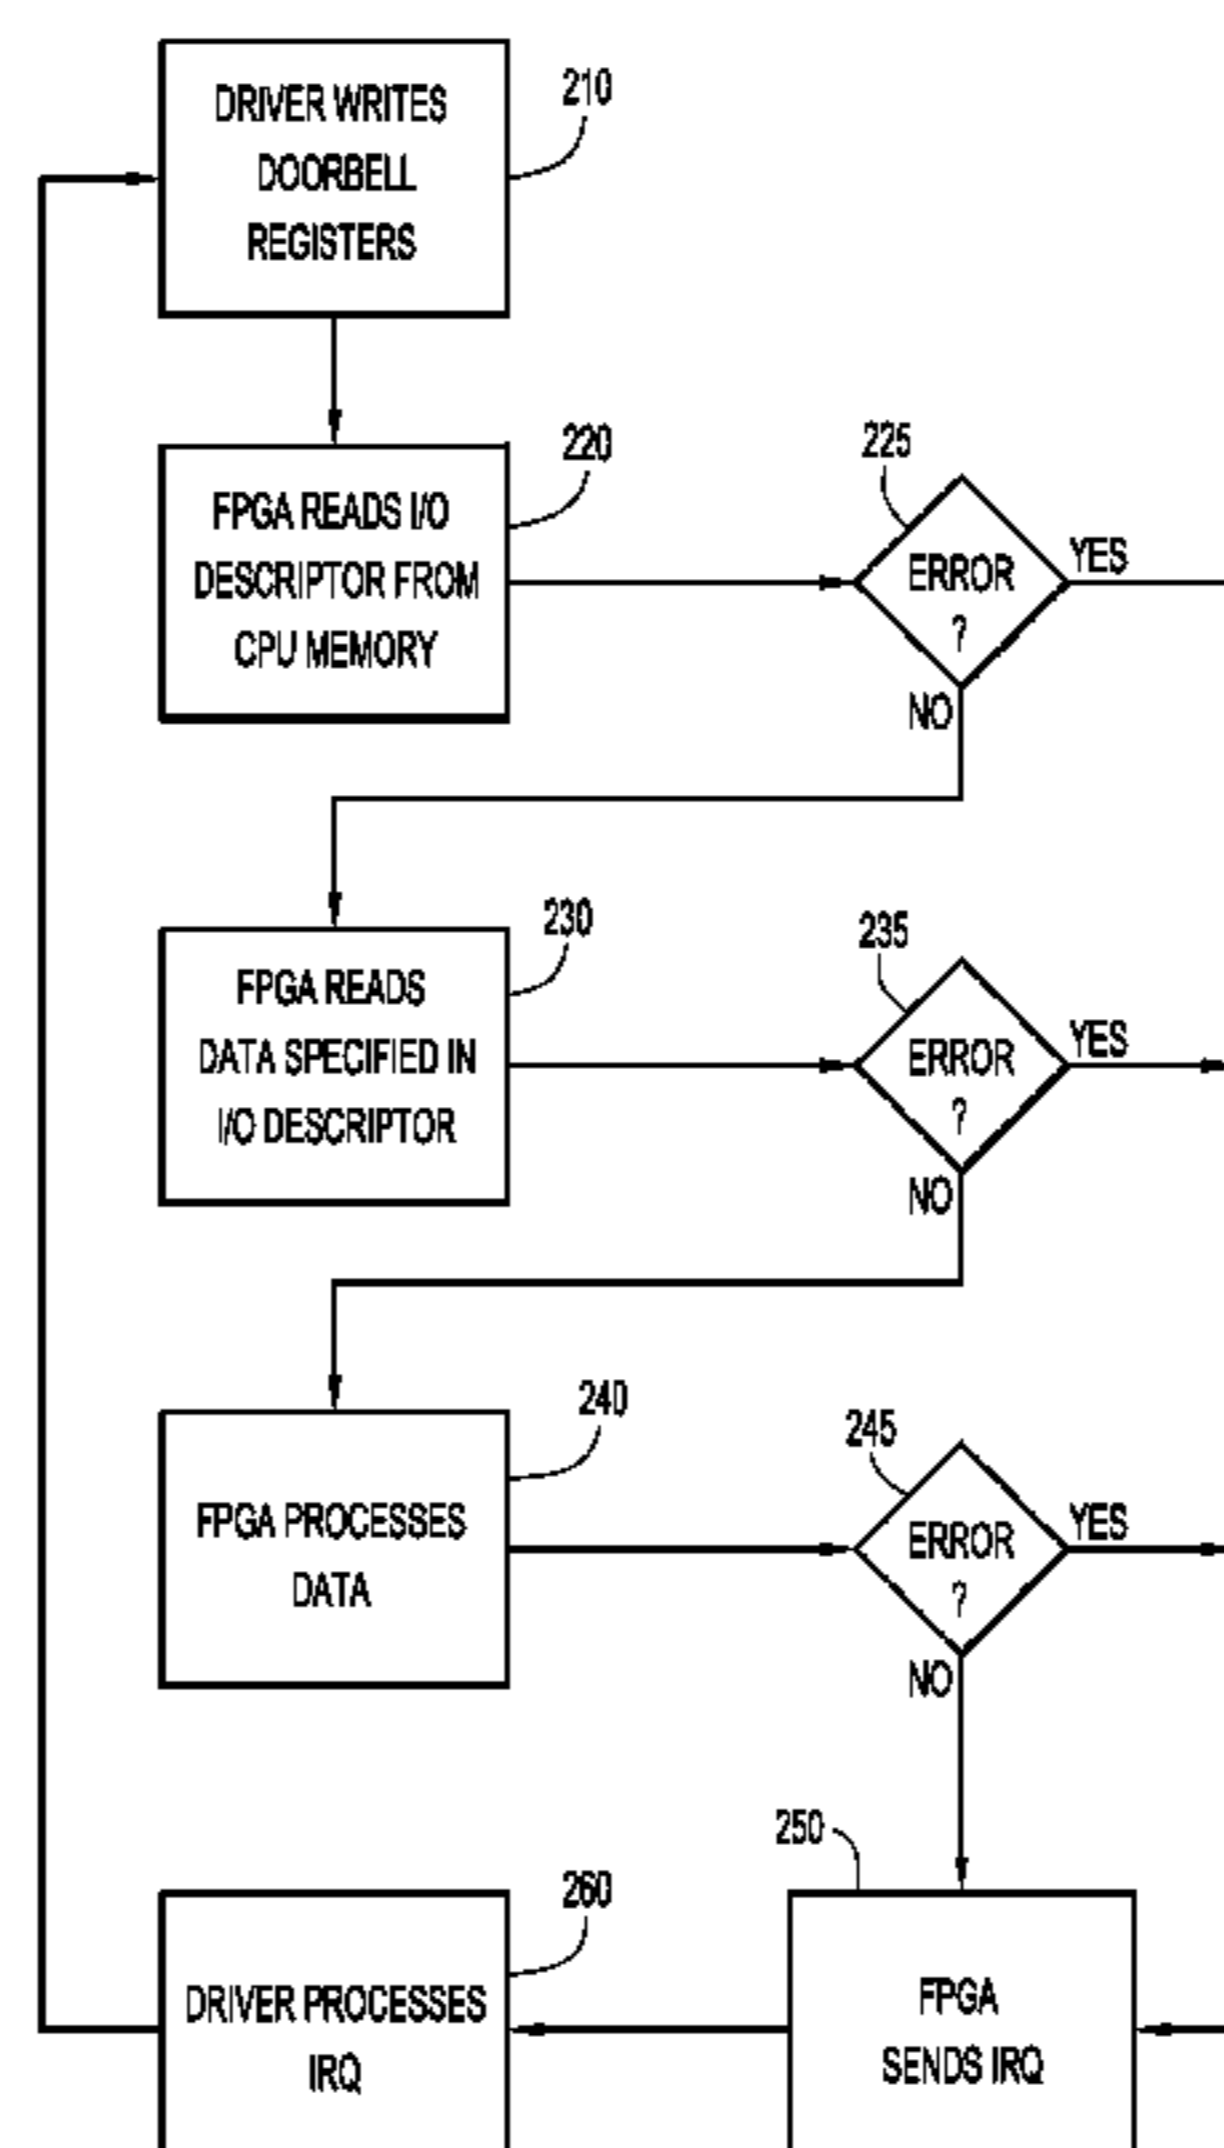 210
DRIVER WRITES
DOORBELL
REGISTERS
220
FPGA READS I/O
DESCRIPTOR FROM
CPU MEMORY
225
ERROR
?
YES
NO
230
FPGA READS
DATA SPECIFIED IN
I/O DESCRIPTOR
235
ERROR
?
YES
NO
240
FPGA PROCESSES
DATA
245
ERROR
?
YES
NO
250
FPGA
SENDS IRQ
260
DRIVER PROCESSES
IRQ